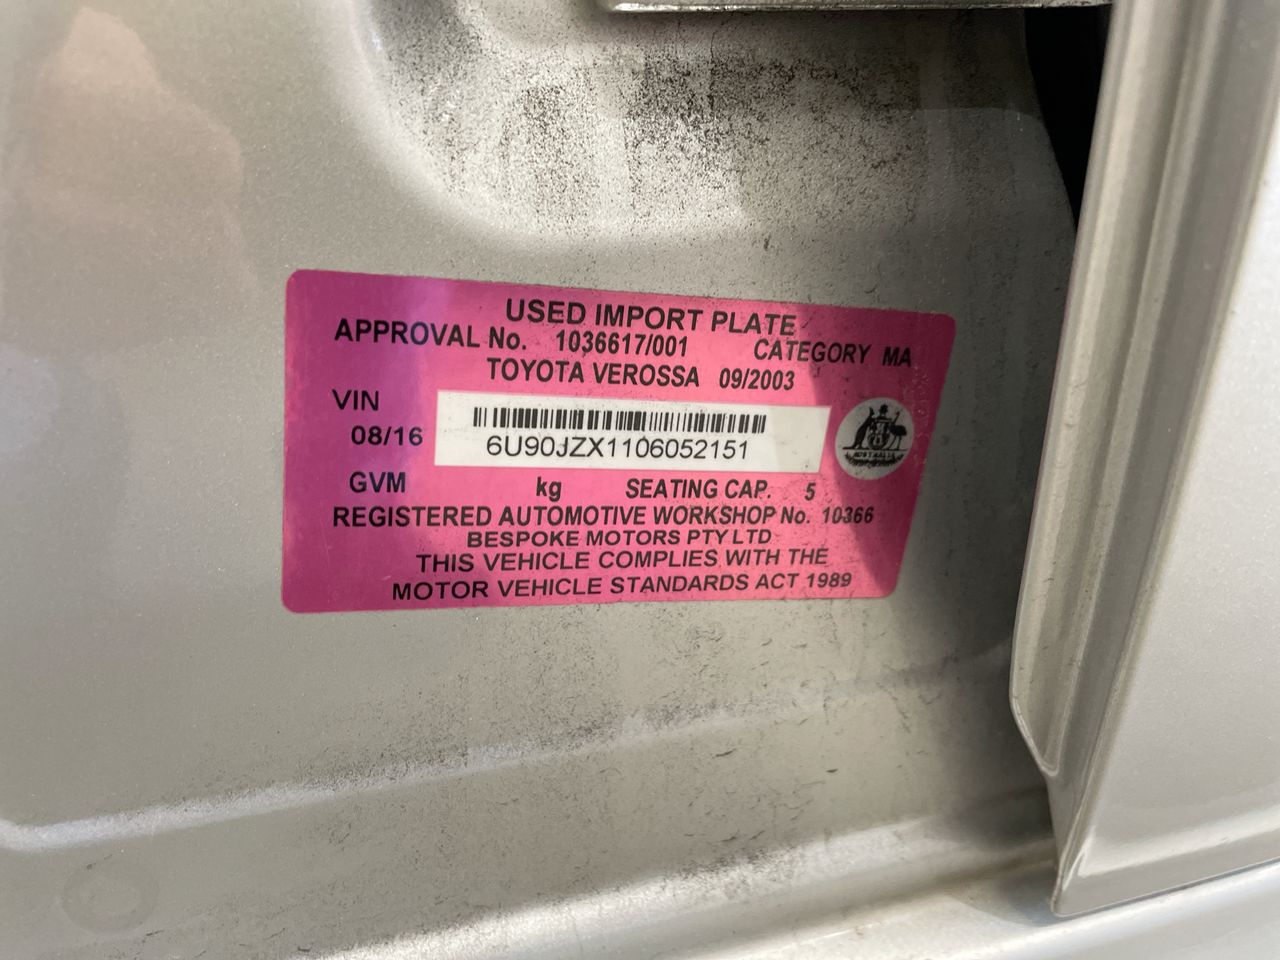 USED IMPORT PLATE
APPROVAL No. 1036617/001 CATEGORY MA
TOYOTA VEROSSA 09/2003
VIN
08/16 6U90JZX1106052151
AUSTRALIA
GVM kg SEATING CAP. 5
REGISTERED AUTOMOTIVE WORKSHOP No. 10366
BESPOKE MOTORS PTY LTD
THIS VEHICLE COMPLIES WITH THE
MOTOR VEHICLE STANDARDS ACT 1989